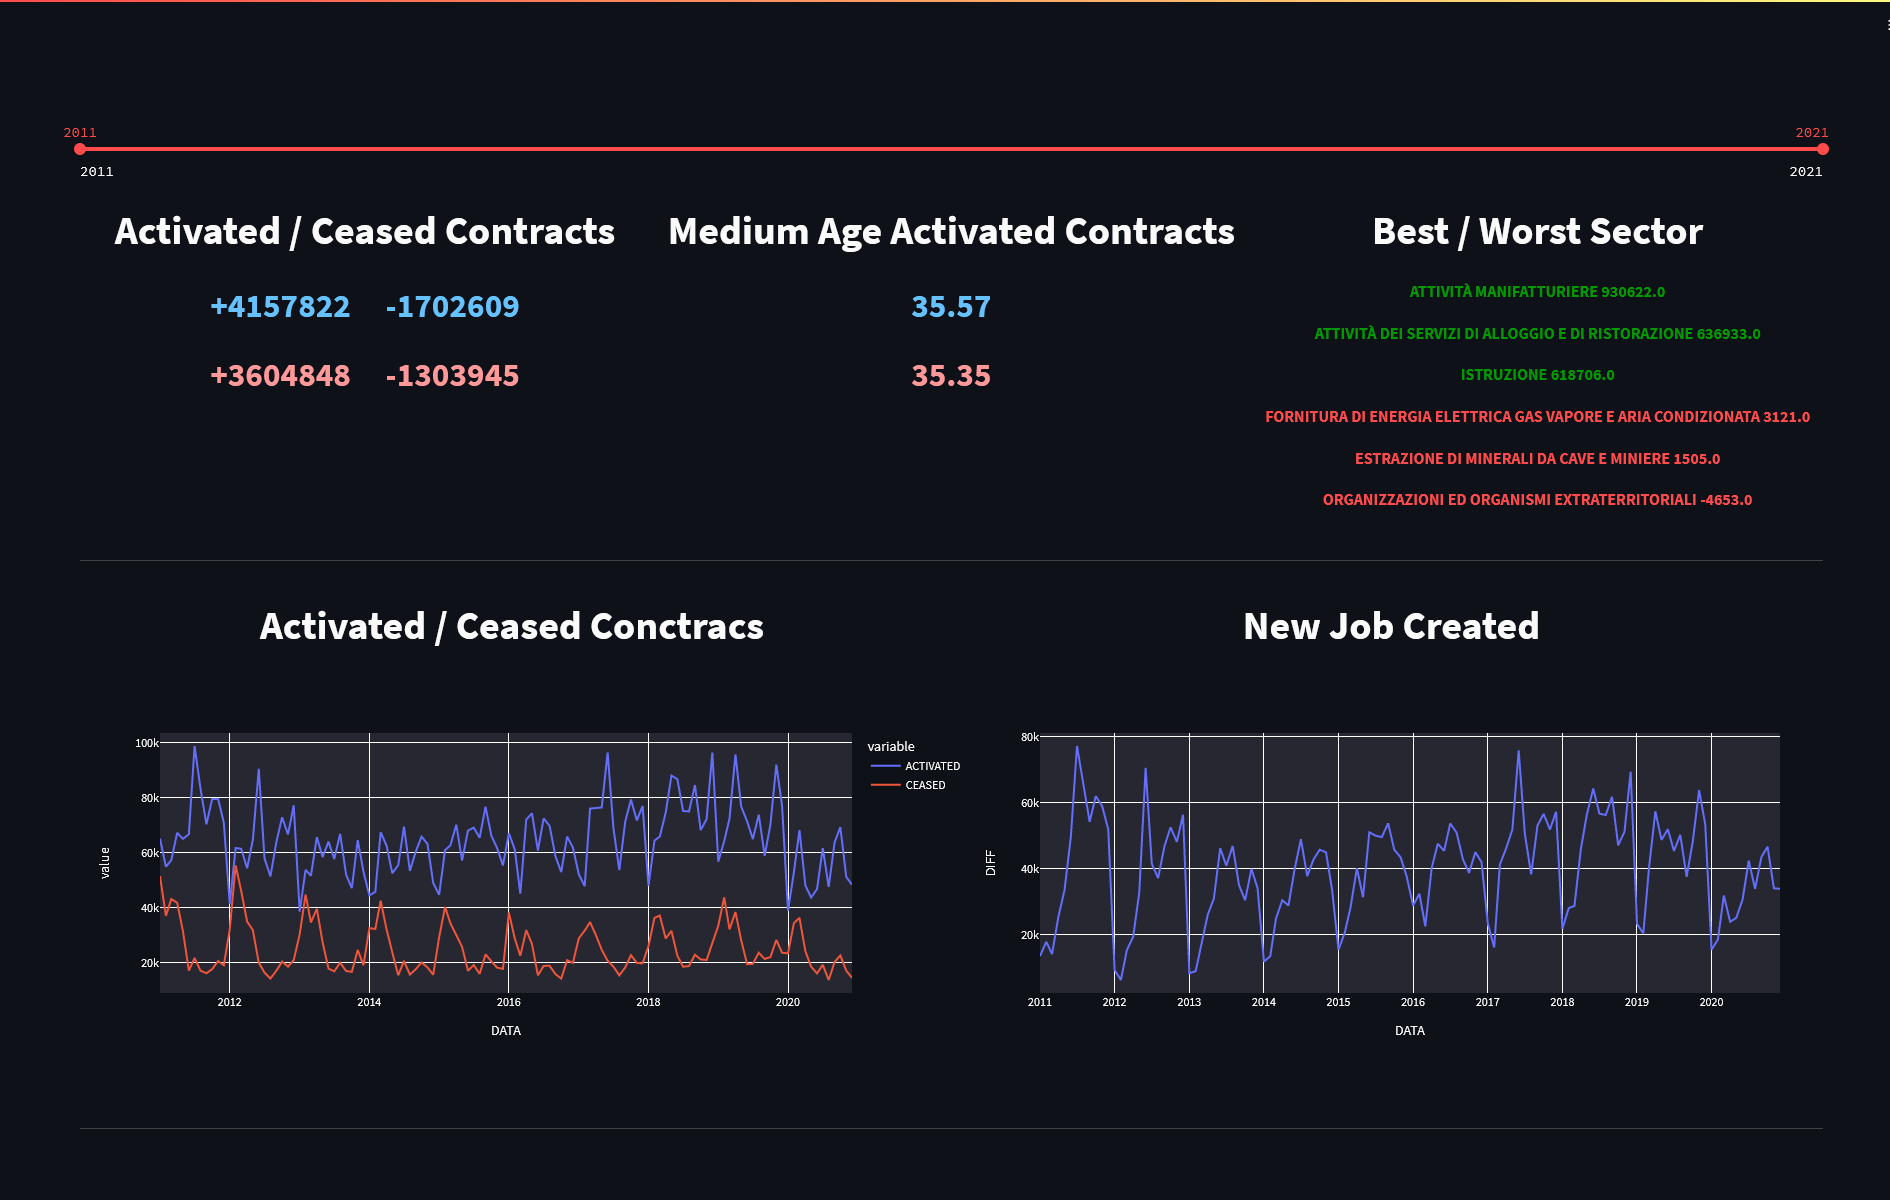 2011
2021
2011
2021
Activated / Ceased Contracts
+4157822 -1702609
+3604848 -1303945
Medium Age Activated Contracts
35.57
35.35
Best / Worst Sector
ATTIVITÀ MANIFATTURIERE 930622.0
ATTIVITÀ DEI SERVIZI DI ALLOGGIO E DI RISTORAZIONE 636933.0
ISTRUZIONE 618706.0
FORNITURA DI ENERGIA ELETTRICA GAS VAPORE E ARIA CONDIZIONATA 3121.0
ESTRAZIONE DI MINERALI DA CAVE E MINIERE 1505.0
ORGANIZZAZIONI ED ORGANISMI EXTRATERRITORIALI -4653.0
Activated / Ceased Conctracs
100k
80k
60k
40k
20k
value
2012 2014 2016 2018 2020
DATA
variable
ACTIVATED
CEASED
New Job Created
80k
60k
40k
20k
DIFF
2011 2012 2013 2014 2015 2016 2017 2018 2019 2020
DATA